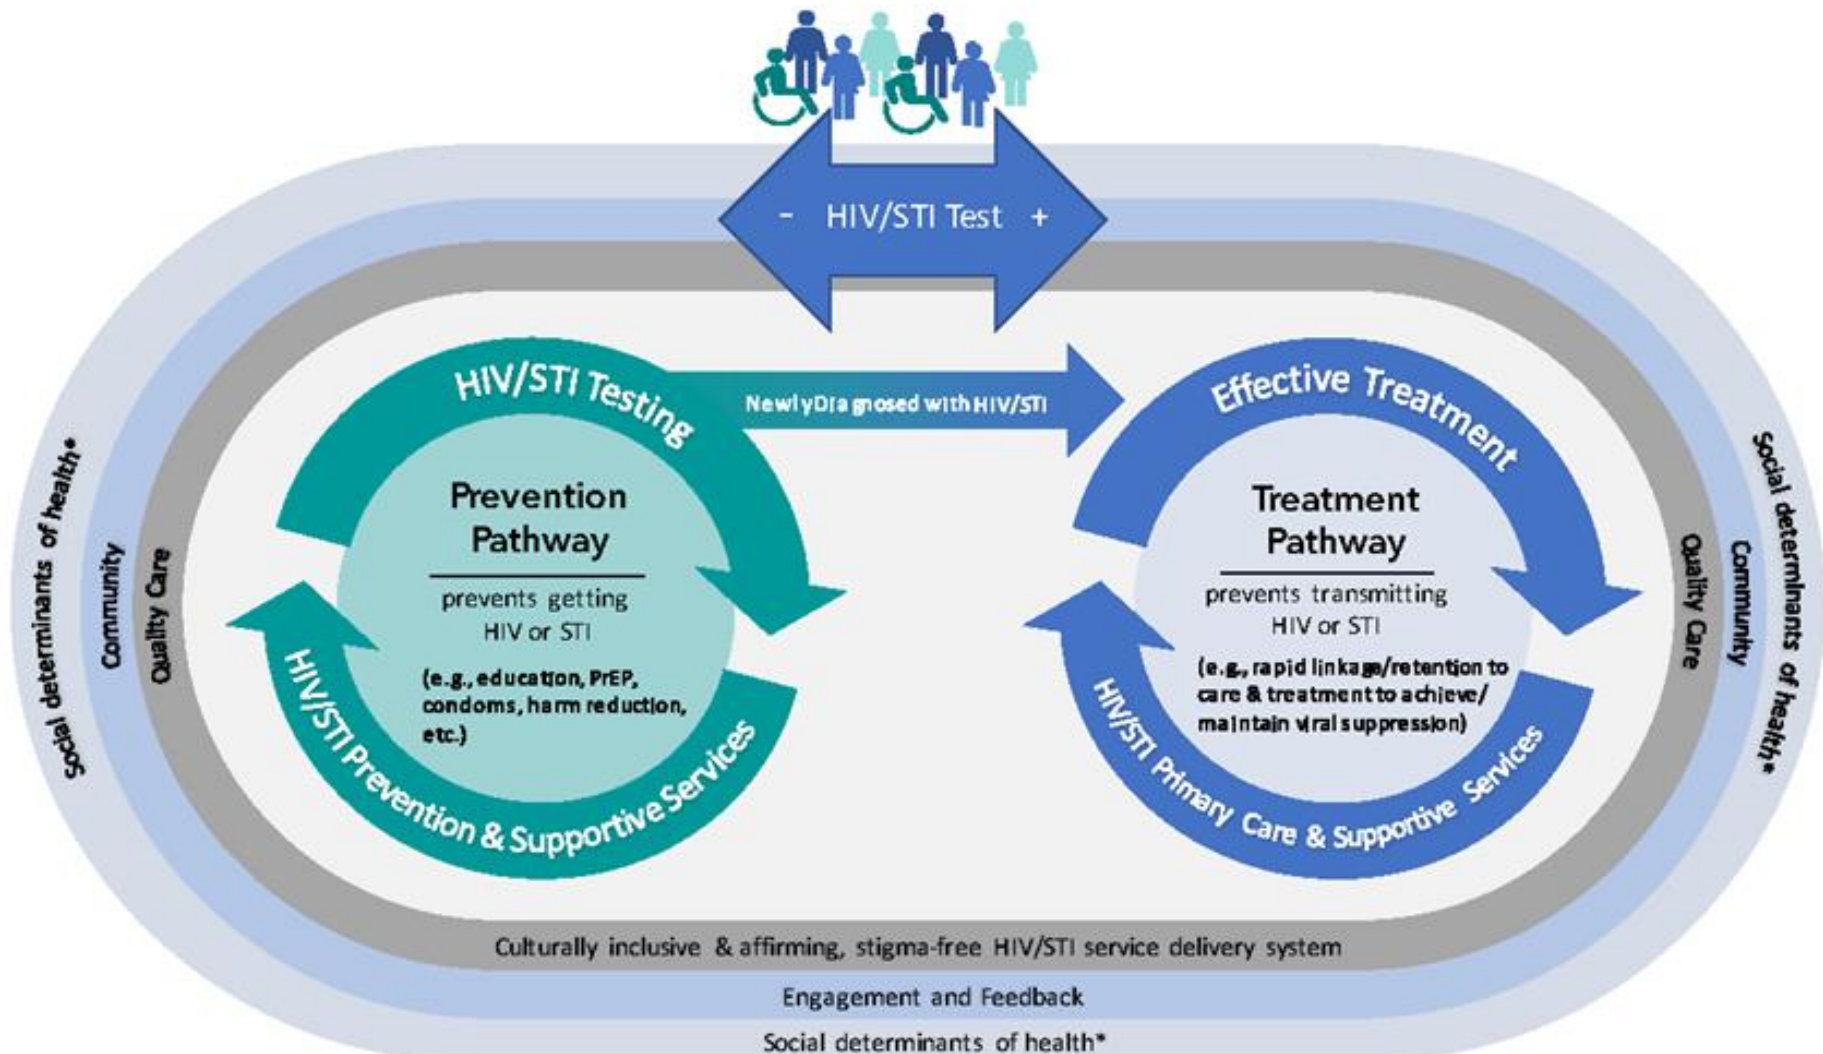 - HIV/STI Test +
HIV/STI Testing
Newly Diagnosed with HIV/STI
Effective Treatment
Prevention
Pathway
prevents getting
HIV or STI
(e.g., education, PrEP,
condoms, harm reduction,
etc.)
HIV/STI Prevention & Supportive Services
Treatment
Pathway
prevents transmitting
HIV or STI
(e.g., rapid linkage/retention to
care & treatment to achieve/
maintain viral suppression)
HIV/STI Primary Care & Supportive Services
Social determinants of health*
Community
Quality Care
Quality Care
Community
Social determinants of health*
Culturally inclusive & affirming, stigma-free HIV/STI service delivery system
Engagement and Feedback
Social determinants of health*